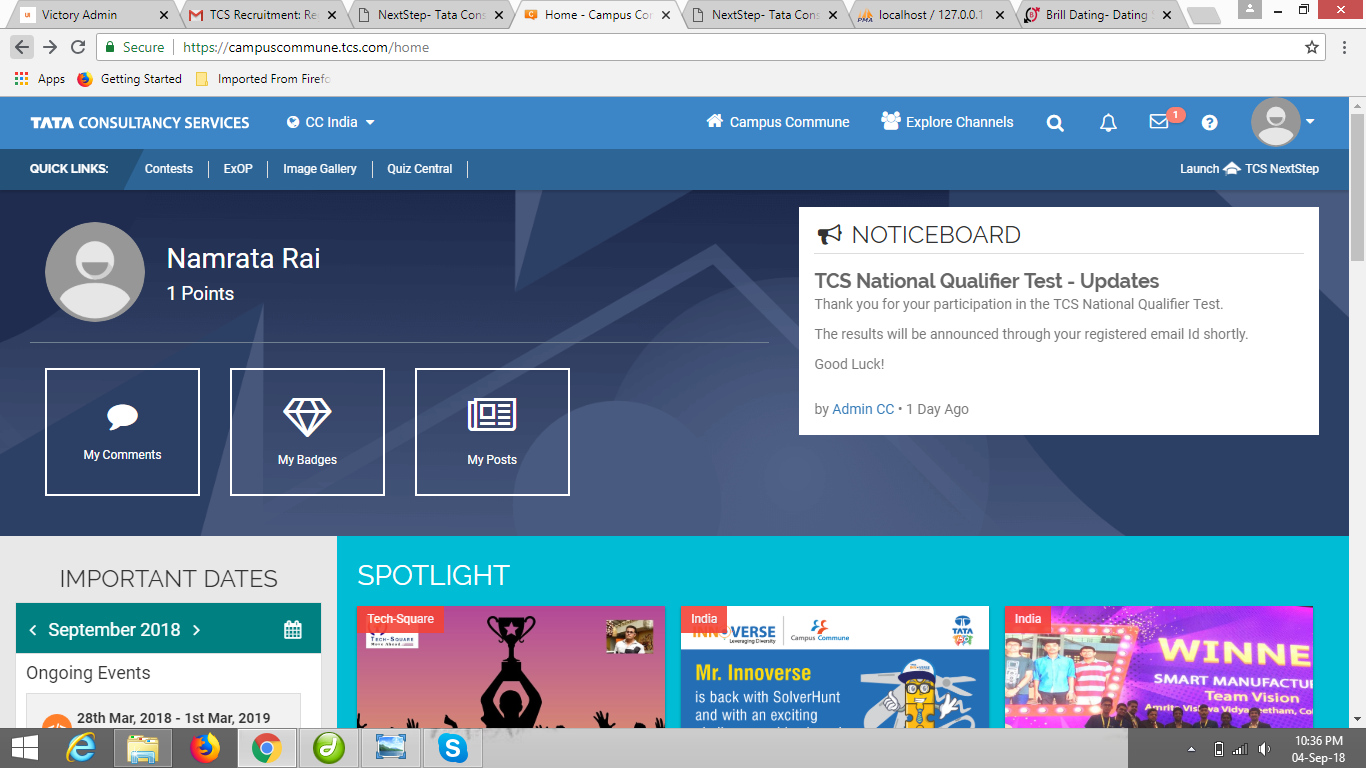 Victory Admin
TCS Recruitment: Re
NextStep- Tata Cons
Home - Campus Com
NextStep- Tata Cons
localhost / 127.0.0.1
Brill Dating- Dating
Secure
https://campuscommune.tcs.com/home
Apps
Getting Started
Imported From Firefo
TATA CONSULTANCY SERVICES
CC India
Campus Commune
Explore Channels
1
QUICK LINKS:
Contests
ExOP
Image Gallery
Quiz Central
Launch TCS NextStep
Namrata Rai
1 Points
My Comments
My Badges
My Posts
NOTICEBOARD
TCS National Qualifier Test - Updates
Thank you for your participation in the TCS National Qualifier Test.
The results will be announced through your registered email Id shortly.
Good Luck!
by Admin CC • 1 Day Ago
IMPORTANT DATES
September 2018
Ongoing Events
28th Mar, 2018 - 1st Mar, 2019
SPOTLIGHT
Tech-Square
TECH-SQUARE
India
INNOVERSE
Leveraging Diversity
Campus Commune
TATA
Mr. Innoverse
is back with SolverHunt
and with an exciting
India
WINNE
SMART MANUFACTU
Team Vision
10:36 PM
04-Sep-18